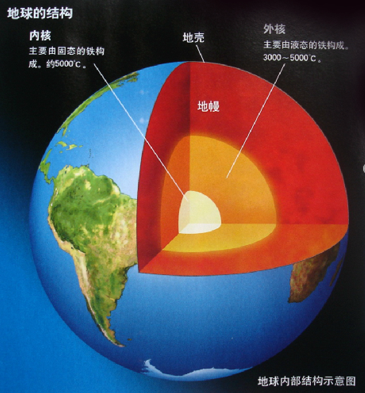 地球的结构
内核
主要由固态的铁构
成。约5000℃。
地壳
外核
主要由液态的铁构成。
3000～5000℃。
地幔
地球内部结构示意图